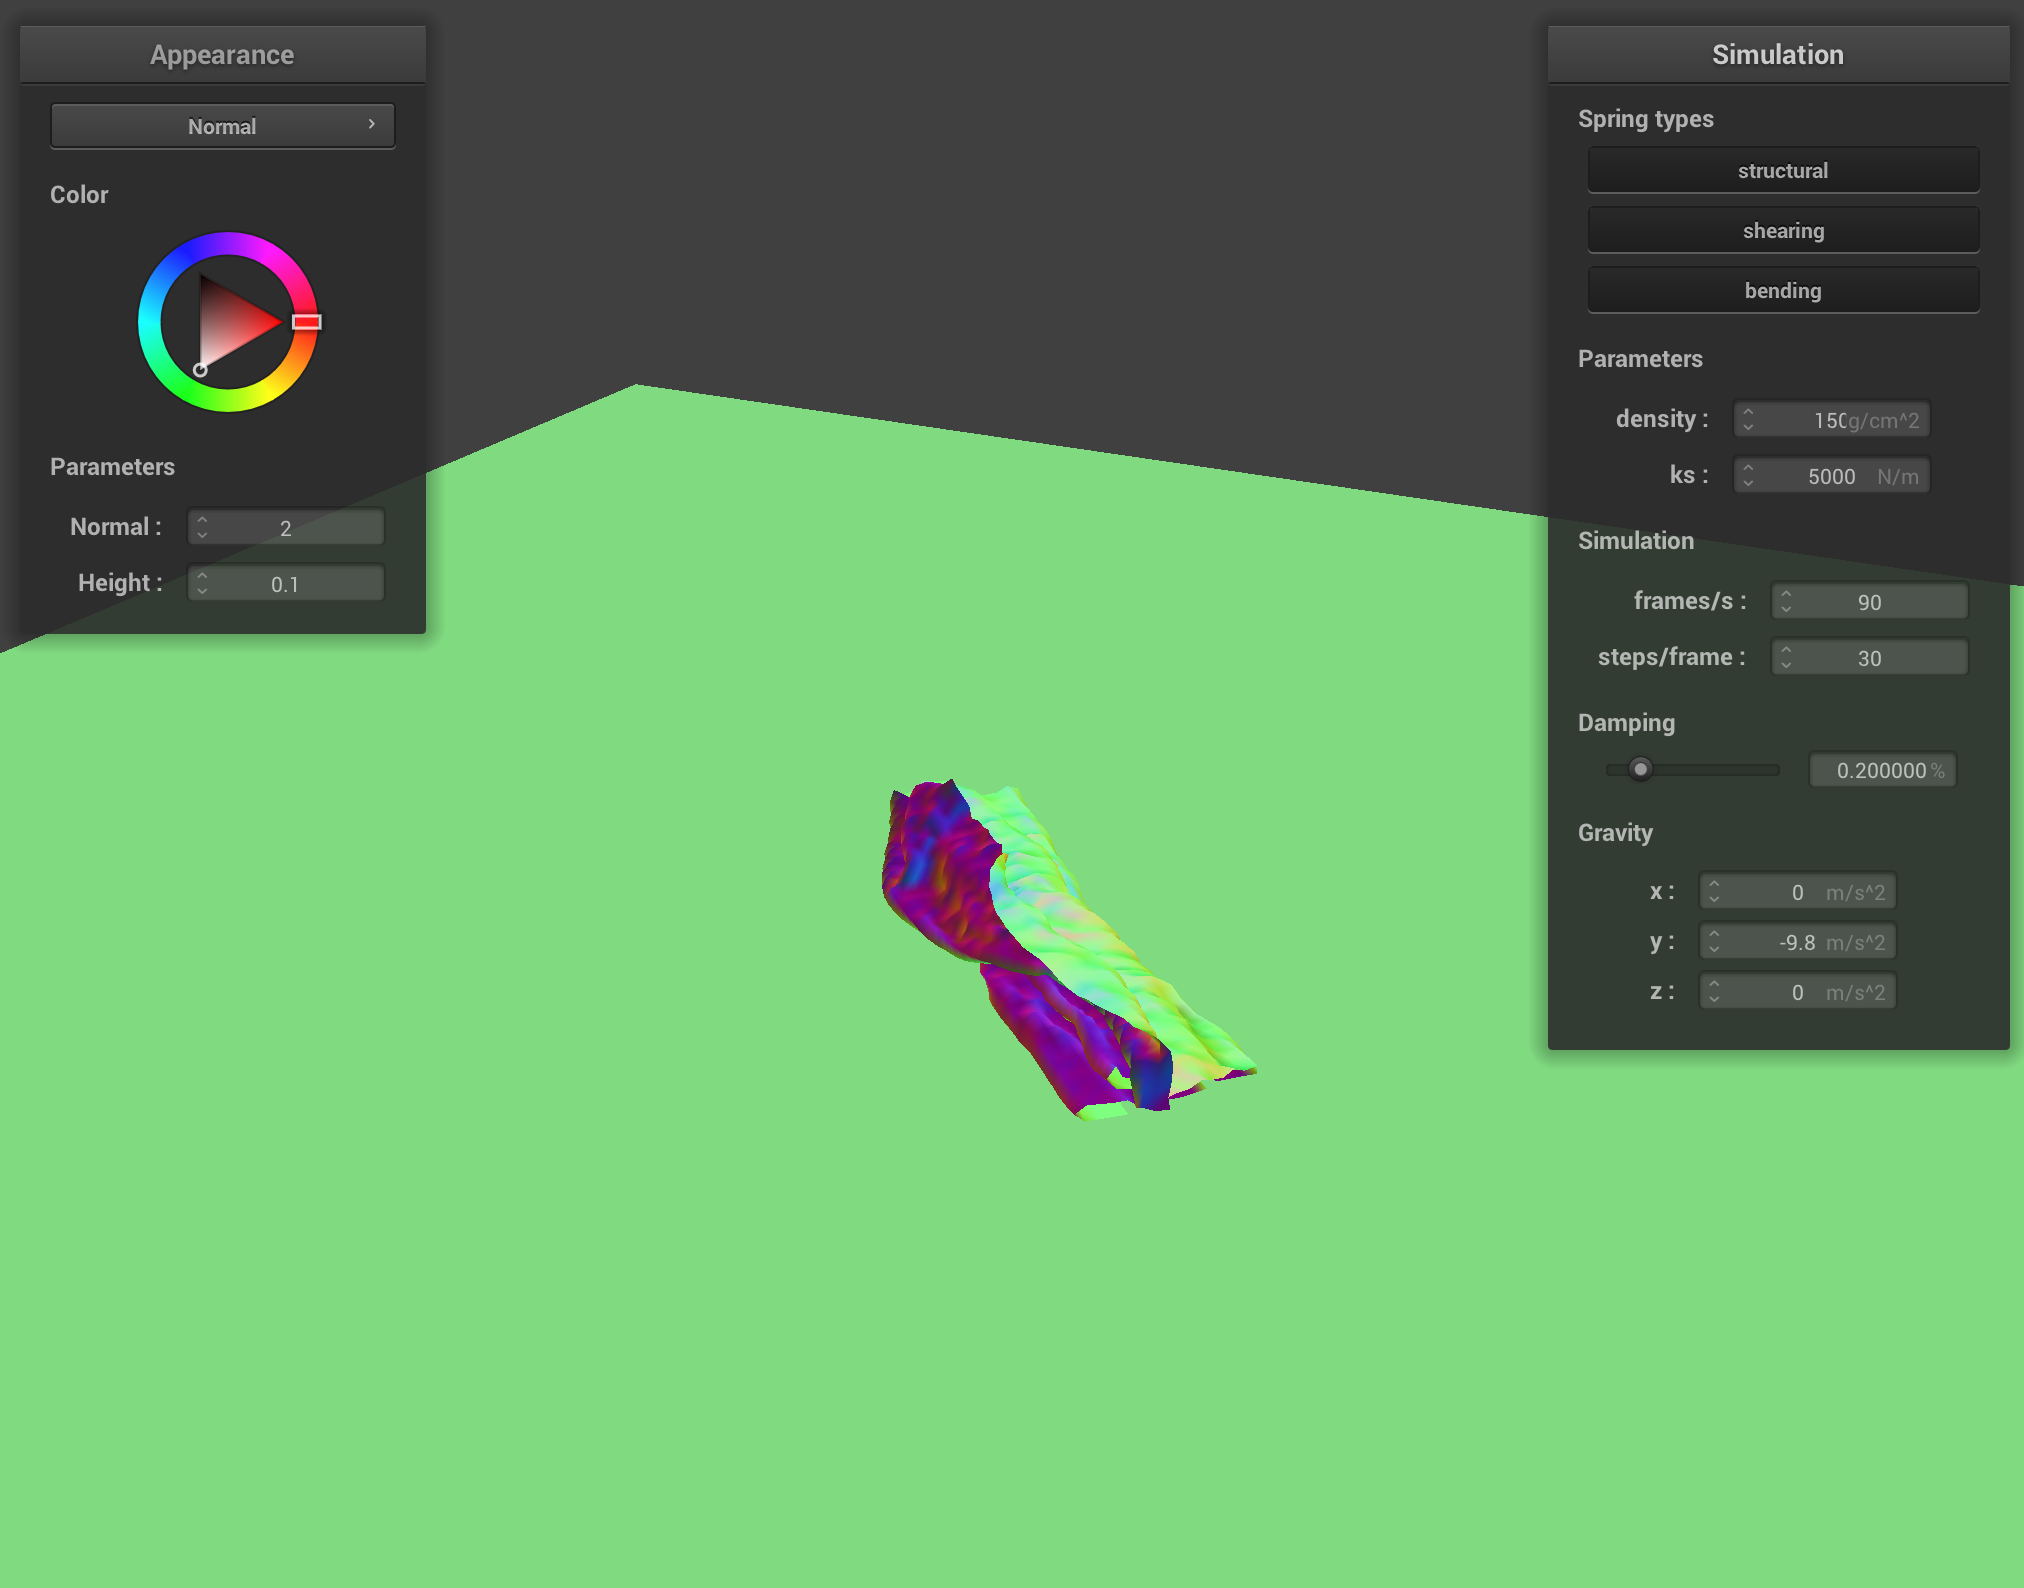 Appearance
Normal
Color
Parameters
Normal :
2
Height :
0.1
Simulation
Spring types
structural
shearing
bending
Parameters
density :
150 g/cm^2
ks :
5000 N/m
Simulation
frames/s :
90
steps/frame :
30
Damping
0.200000 %
Gravity
x :
0 m/s^2
y :
-9.8 m/s^2
z :
0 m/s^2